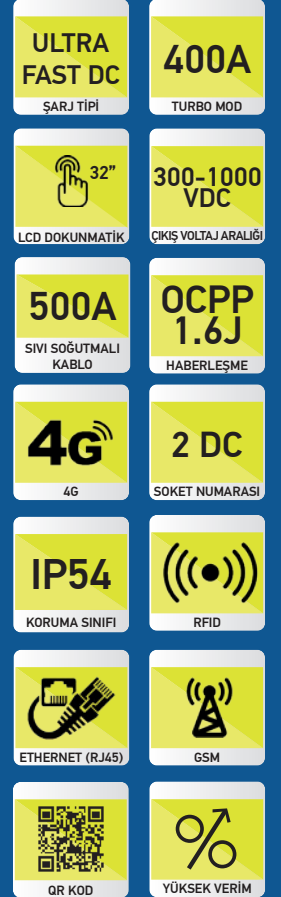 ULTRA
FAST DC
ŞARJ TİPİ
400A
TURBO MOD
32”
LCD DOKUNMATİK
300-1000
VDC
ÇIKIŞ VOLTAJ ARALIĞI
500A
SIVI SOĞUTMALI
KABLO
OCPP
1.6J
HABERLEŞME
4G
4G
2 DC
SOKET NUMARASI
IP54
KORUMA SINIFI
RFID
ETHERNET (RJ45)
GSM
QR KOD
%
YÜKSEK VERİM